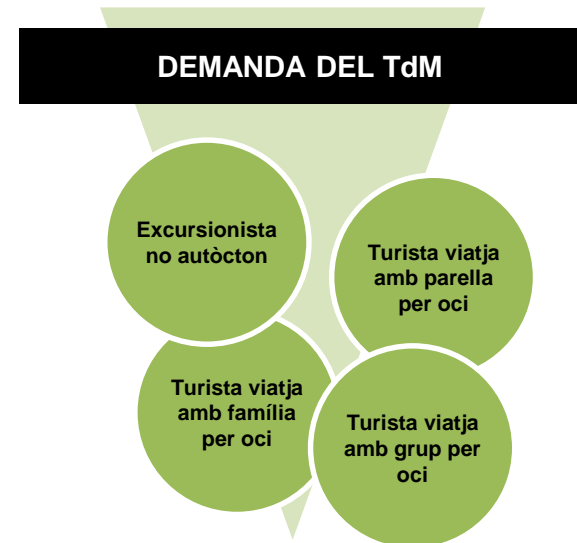 DEMANDA DEL TdM
Excursionista
no autòcton
Turista viatja
amb parella
per oci
Turista viatja
amb família
per oci
Turista viatja
amb grup per
oci